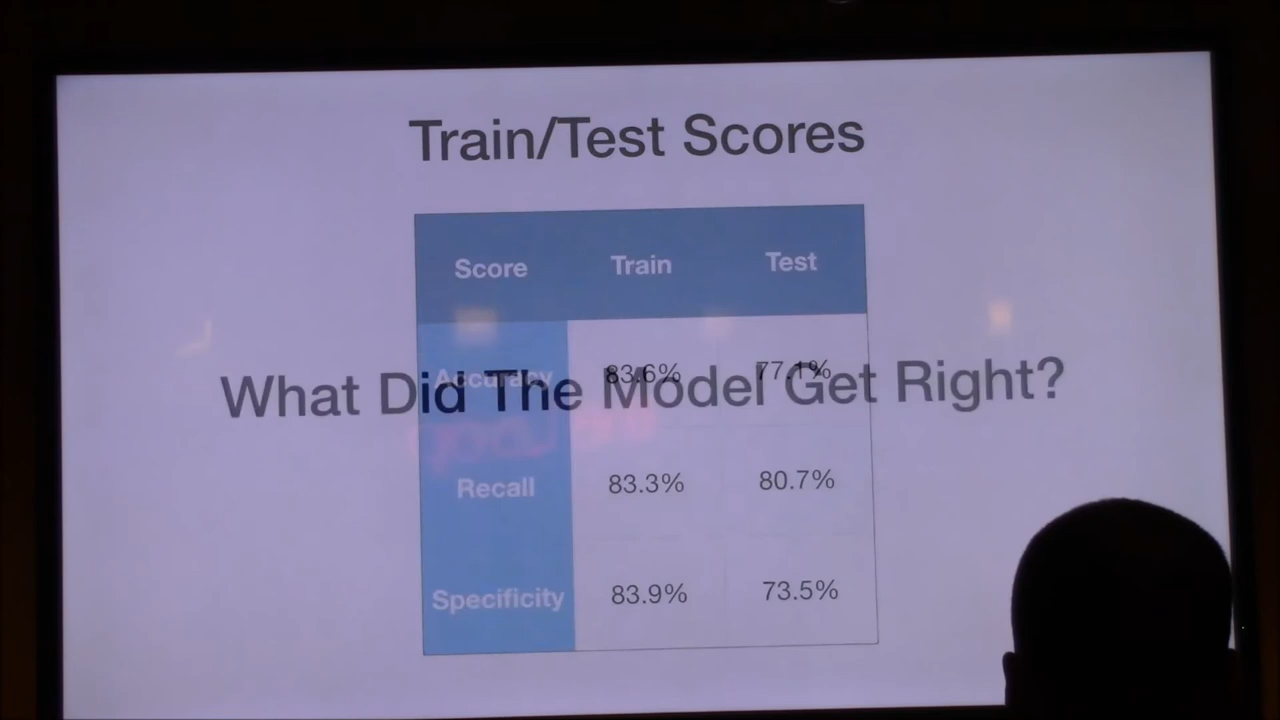 Train/Test Scores
Score Train Test
Accuracy 83.6% 77.1%
What Did The Model Get Right?
Recall 83.3% 80.7%
Specificity 83.9% 73.5%